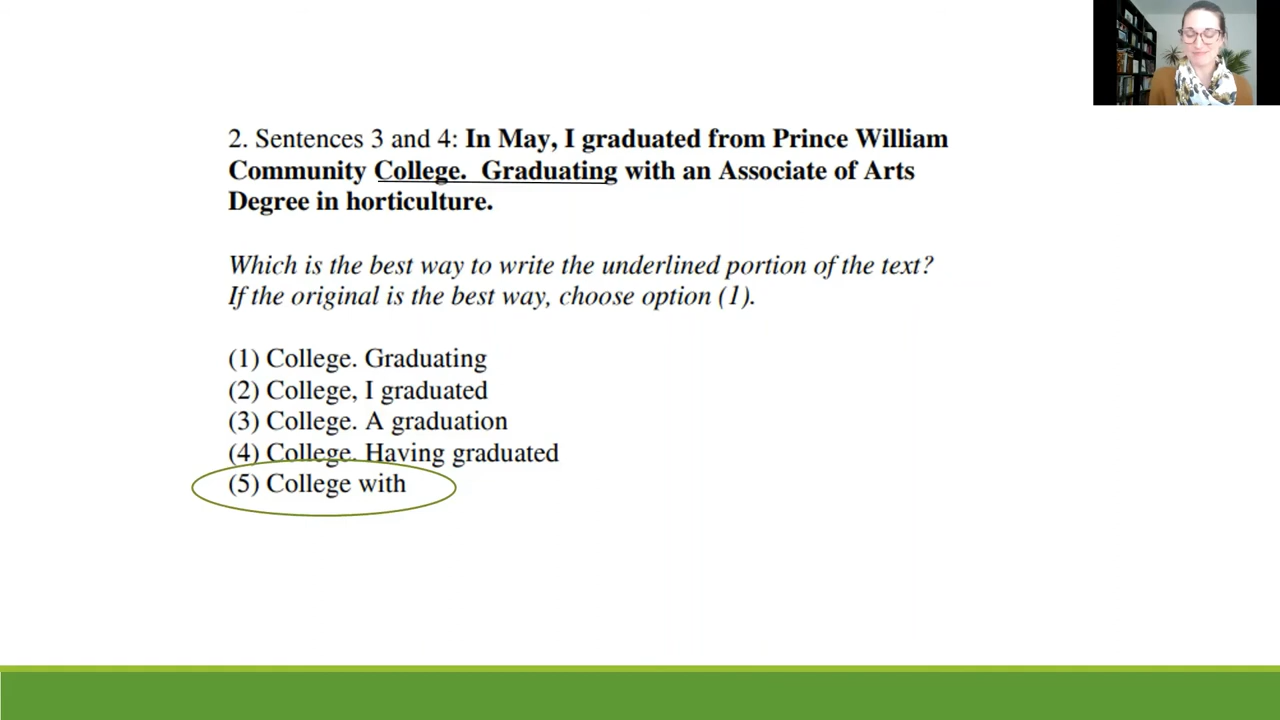 2. Sentences 3 and 4: In May, I graduated from Prince William
Community College.  Graduating with an Associate of Arts
Degree in horticulture.
Which is the best way to write the underlined portion of the text?
If the original is the best way, choose option (1).
(1) College. Graduating
(2) College, I graduated
(3) College. A graduation
(4) College. Having graduated
(5) College with